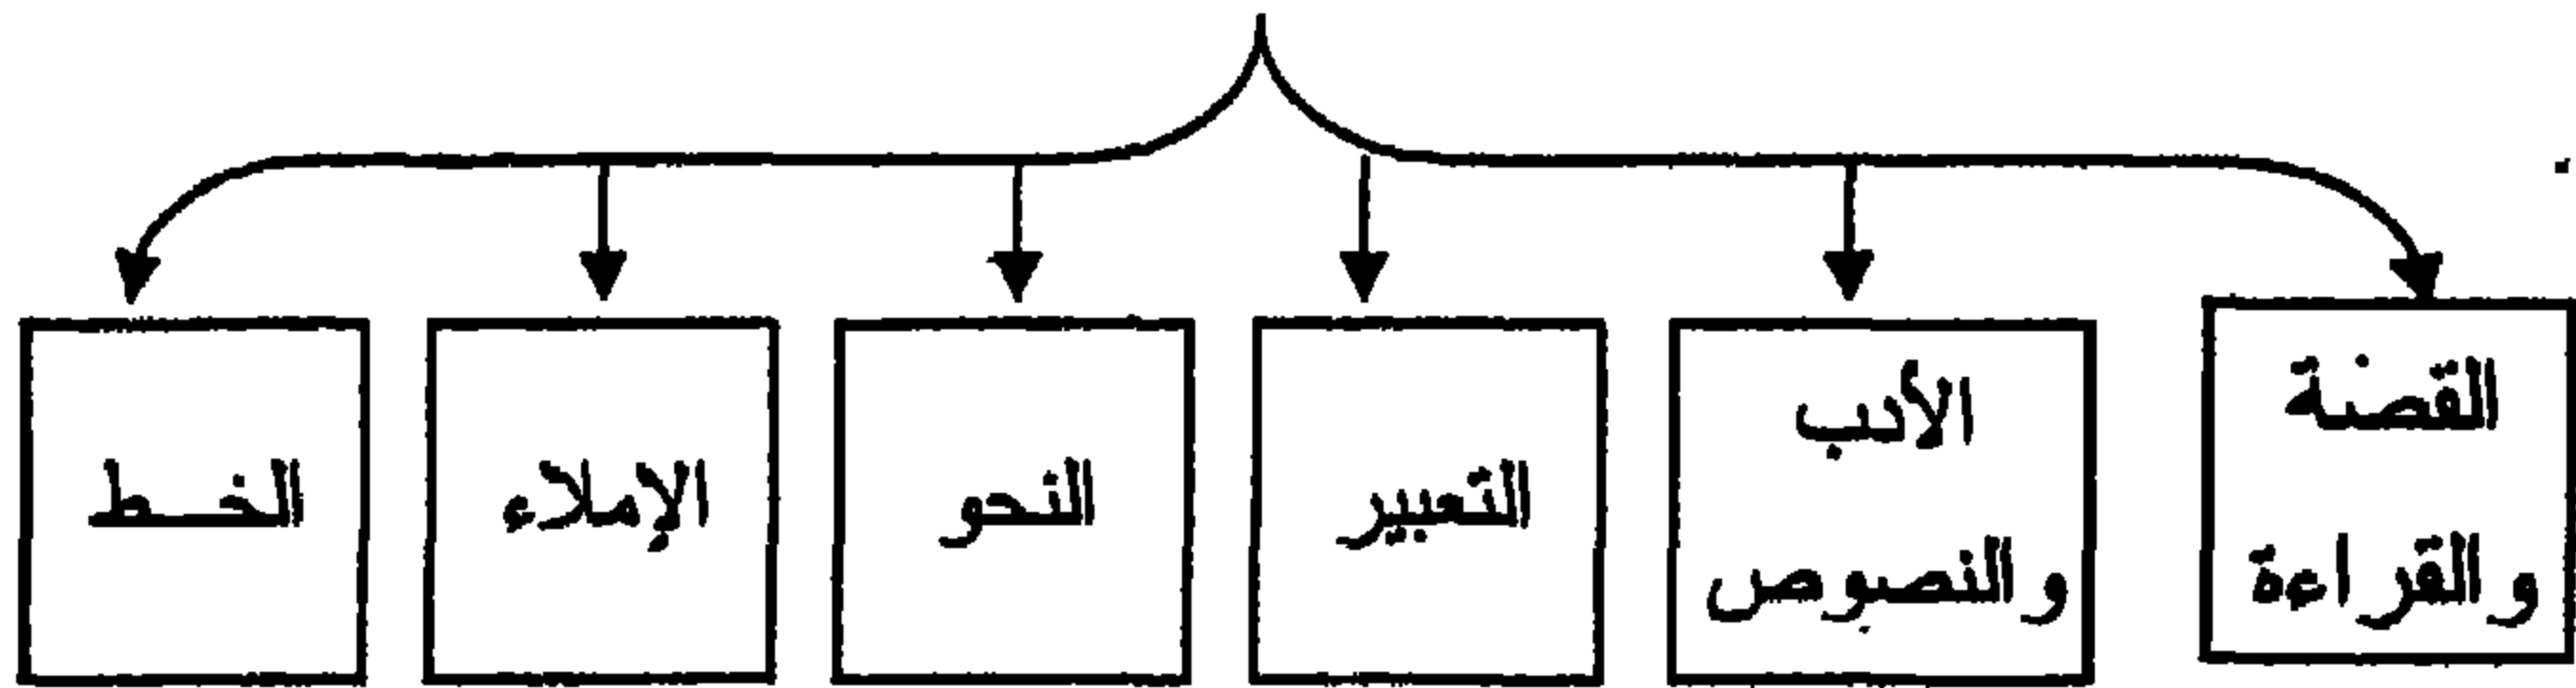 القصة
والقراءة
الأدب
والنصوص
التعبير
النحو
الإملاء
الخط